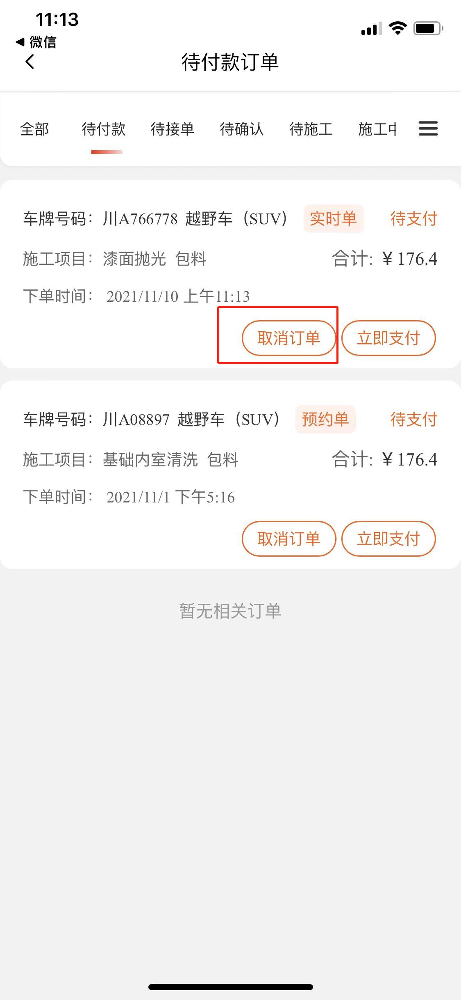 11:13
◀ 微信
待付款订单
全部 待付款 待接单 待确认 待施工 施工中
车牌号码： 川A766778 越野车（SUV） 实时单 待支付
施工项目： 漆面抛光 包料 合计: ￥176.4
下单时间： 2021/11/10 上午11:13
取消订单 立即支付
车牌号码： 川A08897 越野车（SUV） 预约单 待支付
施工项目： 基础内室清洗 包料 合计: ￥176.4
下单时间： 2021/11/1 下午5:16
取消订单 立即支付
暂无相关订单